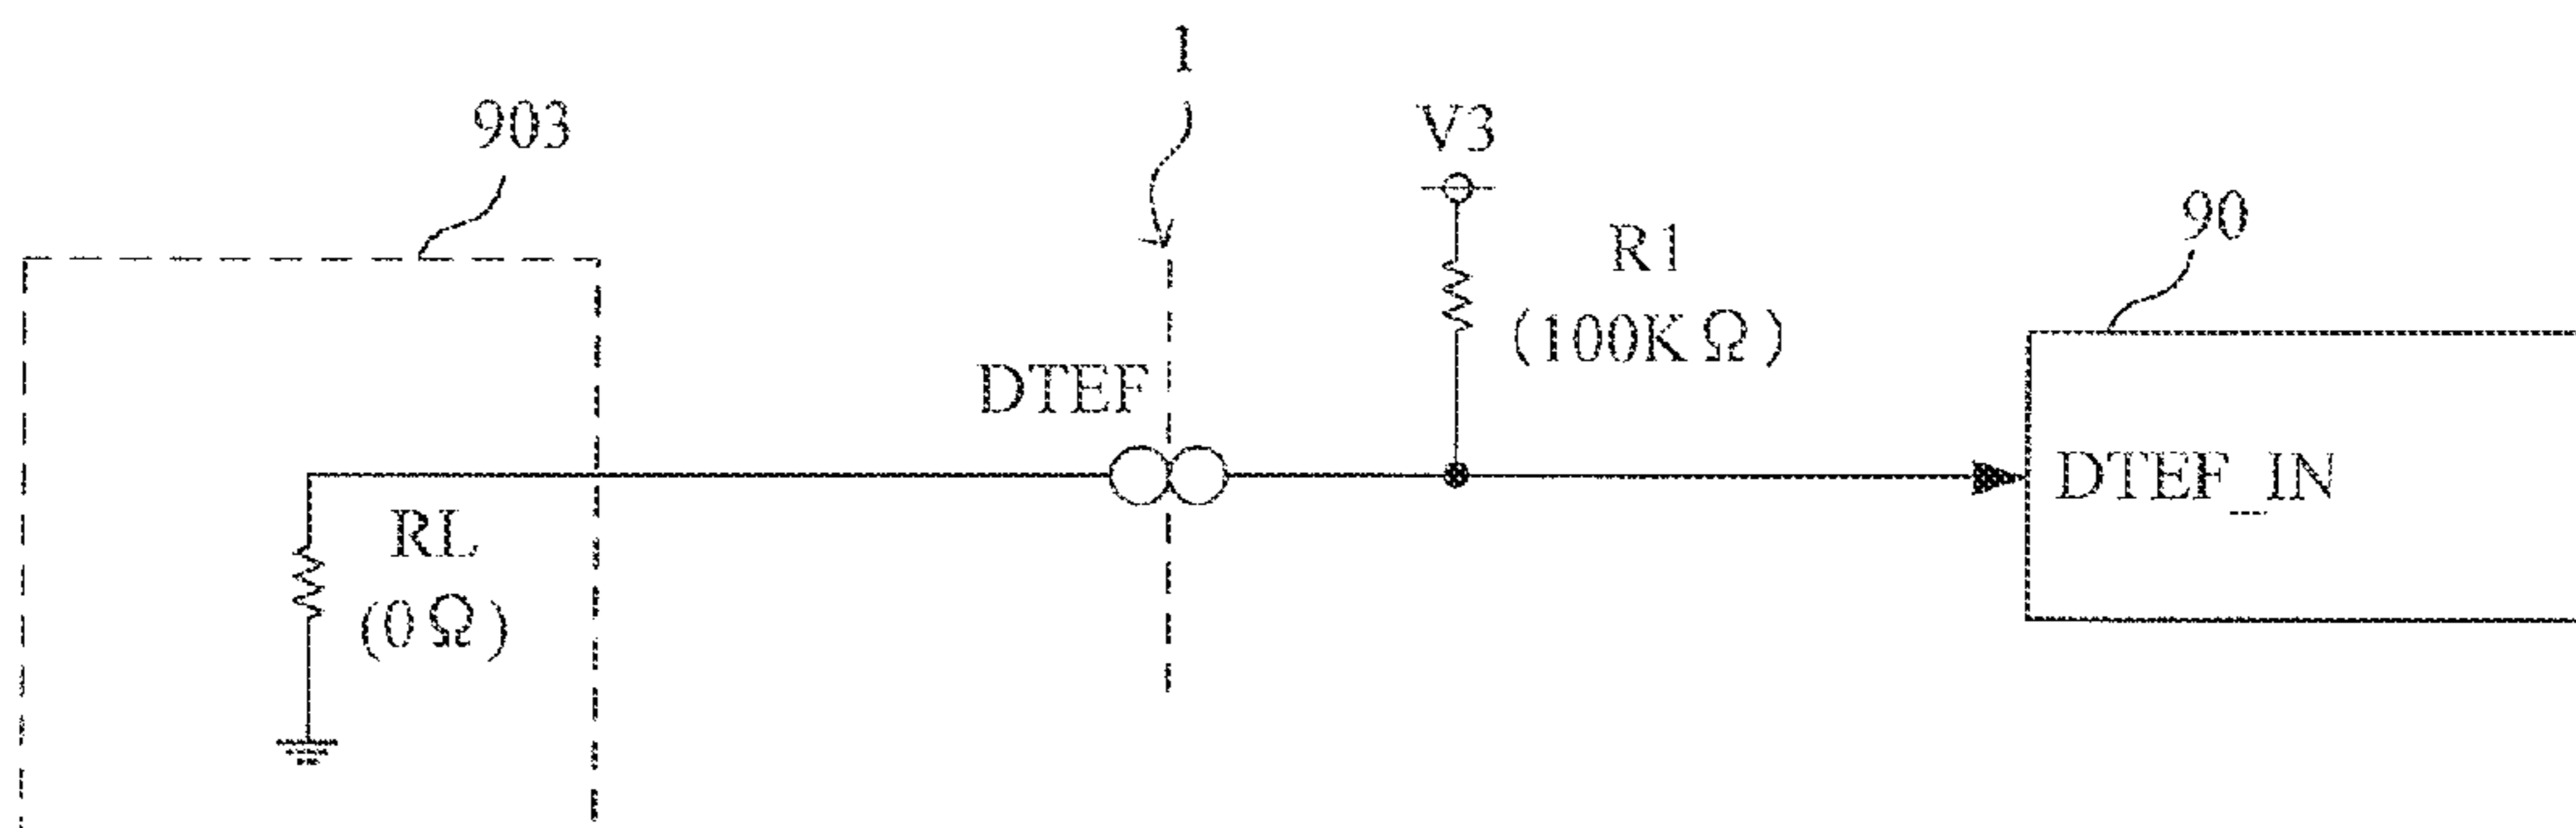 1
903
V3
90
R1
(100KΩ)
DTEF
DTEF_IN
RL
(0Ω)